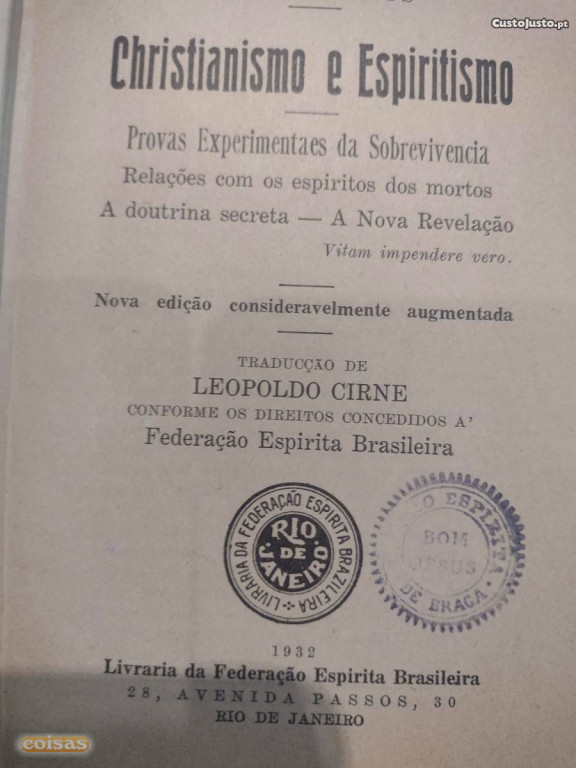 CustoJusto.pt
Christianismo e Espiritismo
Provas Experimentaes da Sobrevivencia
Relações com os espiritos dos mortos
A doutrina secreta — A Nova Revelação
Vitam impendere vero.
Nova edição consideravelmente augmentada
TRADUCÇÃO DE
LEOPOLDO CIRNE
CONFORME OS DIREITOS CONCEDIDOS A'
Federação Espirita Brasileira
LIVRARIA DA FEDERAÇÃO ESPIRITA BRAZILEIRA
RIO
DE
JANEIRO
O ESPIRITA
BOM
JESUS
DE BRAGA
1932
Livraria da Federação Espirita Brasileira
28, AVENIDA PASSOS, 30
RIO DE JANEIRO
coisas